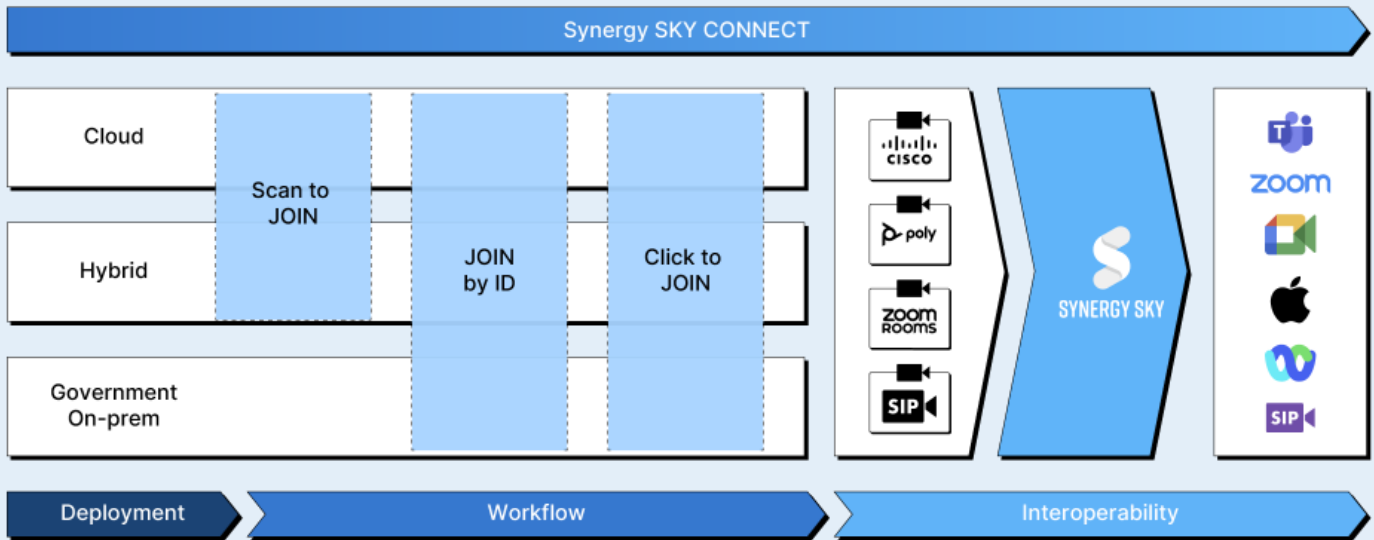 Synergy SKY CONNECT
Cloud
Scan to
JOIN
Hybrid
JOIN
by ID
Click to
JOIN
Government
On-prem
CISCO
poly
zoom
ROOMS
SIP
SYNERGY SKY
T
zoom
SIP
Deployment
Workflow
Interoperability